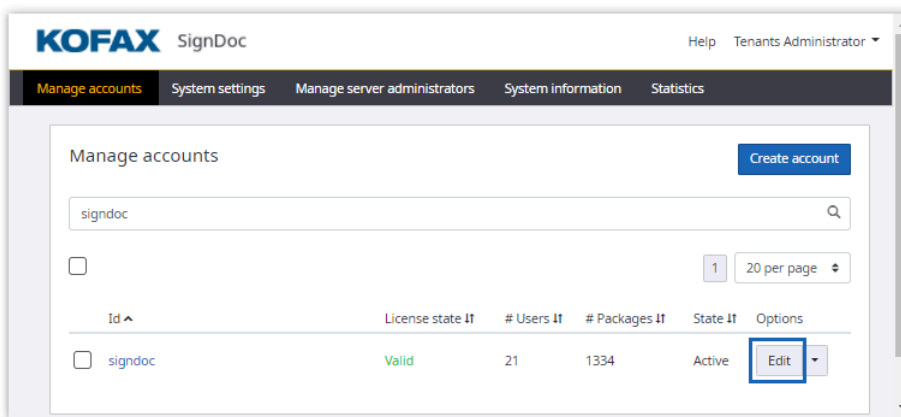 KOFAX SignDoc Help Tenants Administrator
Manage accounts System settings Manage server administrators System information Statistics
Manage accounts Create account
signdoc
1 20 per page
Id License state # Users # Packages State Options
signdoc Valid 21 1334 Active Edit